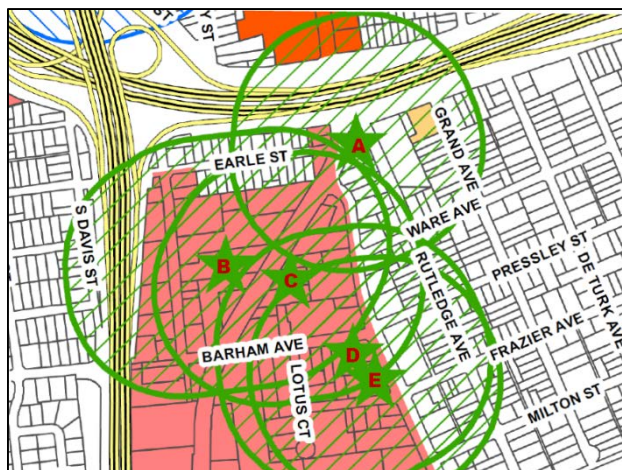 EARLE ST
A
GRAND AVE
S DAVIS ST
WARE AVE
B
C
PRESSLEY ST
DE TURK AVE
RUTLEDGE AVE
FRAZIER AVE
BARHAM AVE
D
E
LOTUS CT
MILTON ST